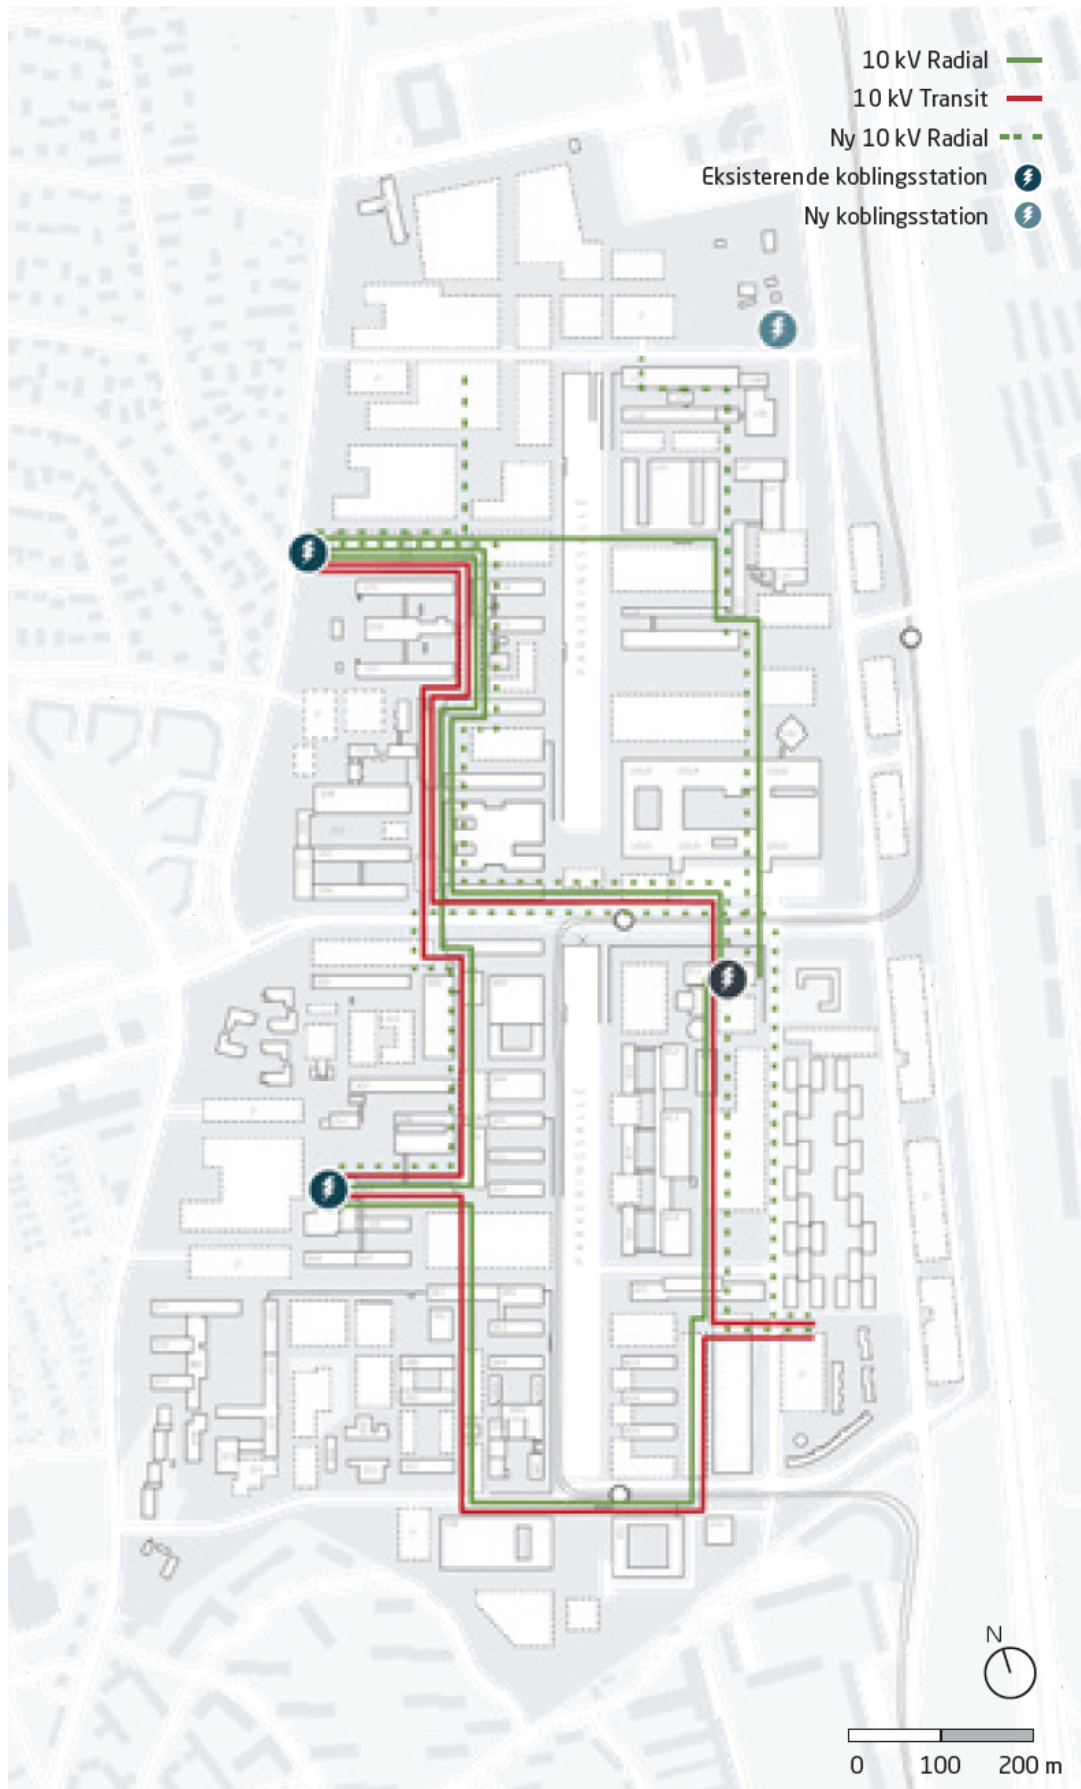 10 kV Radial
10 kV Transit
Ny 10 kV Radial
Eksisterende koblingsstation
Ny koblingsstation
PARKERINGSALLE
PARKERINGSALLE
N
0 100 200 m